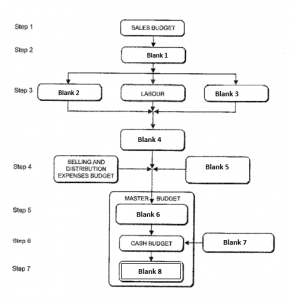 Step 1
SALES BUDGET
Step 2
Blank 1
Step 3
Blank 2
LABOUR
Blank 3
Blank 4
Step 4
SELLING AND
DISTRIBUTION
EXPENSES BUDGET
Blank 5
MASTER BUDGET
Step 5
Blank 6
Step 6
CASH BUDGET
Blank 7
Step 7
Blank 8